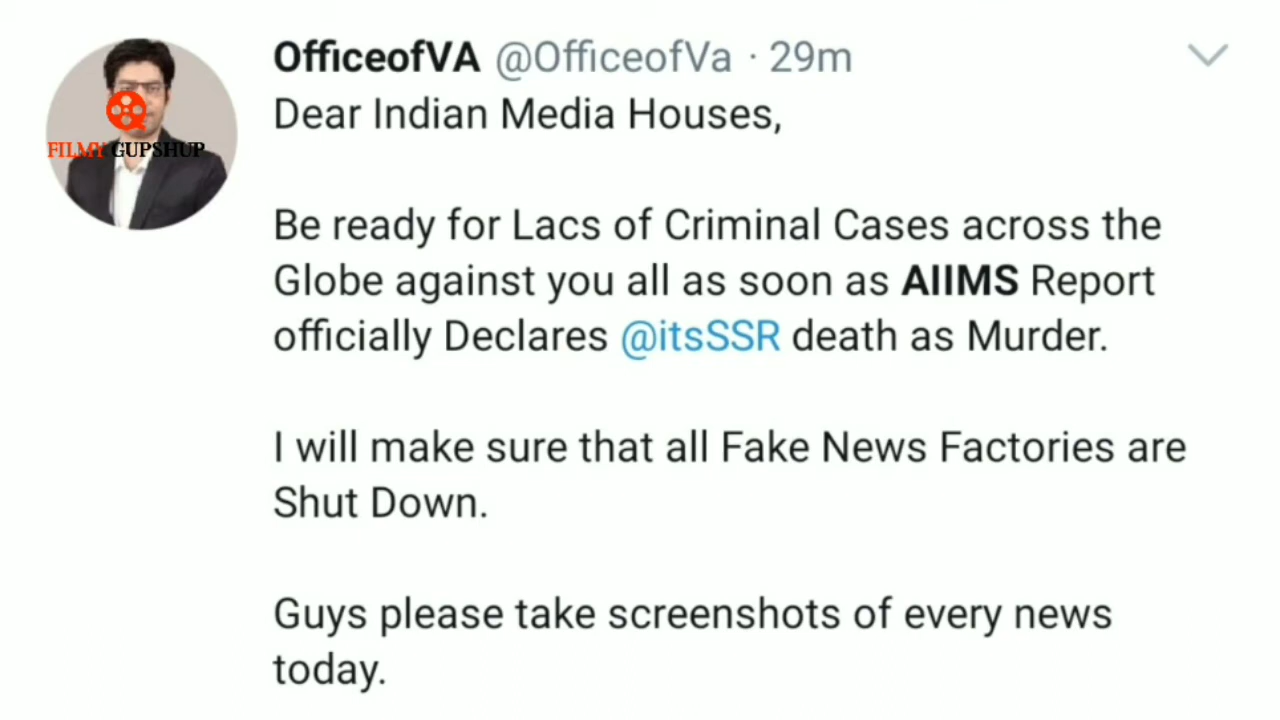 OfficeofVA @OfficeofVa · 29m
Dear Indian Media Houses,
FILMY GUPSHUP
Be ready for Lacs of Criminal Cases across the
Globe against you all as soon as AIIMS Report
officially Declares @itsSSR death as Murder.
I will make sure that all Fake News Factories are
Shut Down.
Guys please take screenshots of every news
today.